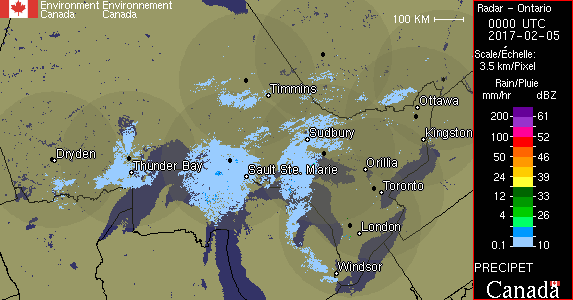 Environment Environnement
Canada Canada
100 KM
Timmins
Ottawa
Sudbury
Kingston
Dryden
Thunder Bay
Sault Ste. Marie
Orillia
Toronto
London
Windsor
Radar - Ontario
0000 UTC
2017-02-05
Scale/Échelle:
3.5 km/Pixel
Rain/Pluie
mm/hr dBZ
200 61
100 52
50 46
24 39
12 33
4 26
0.1 10
PRECIPET
Canada